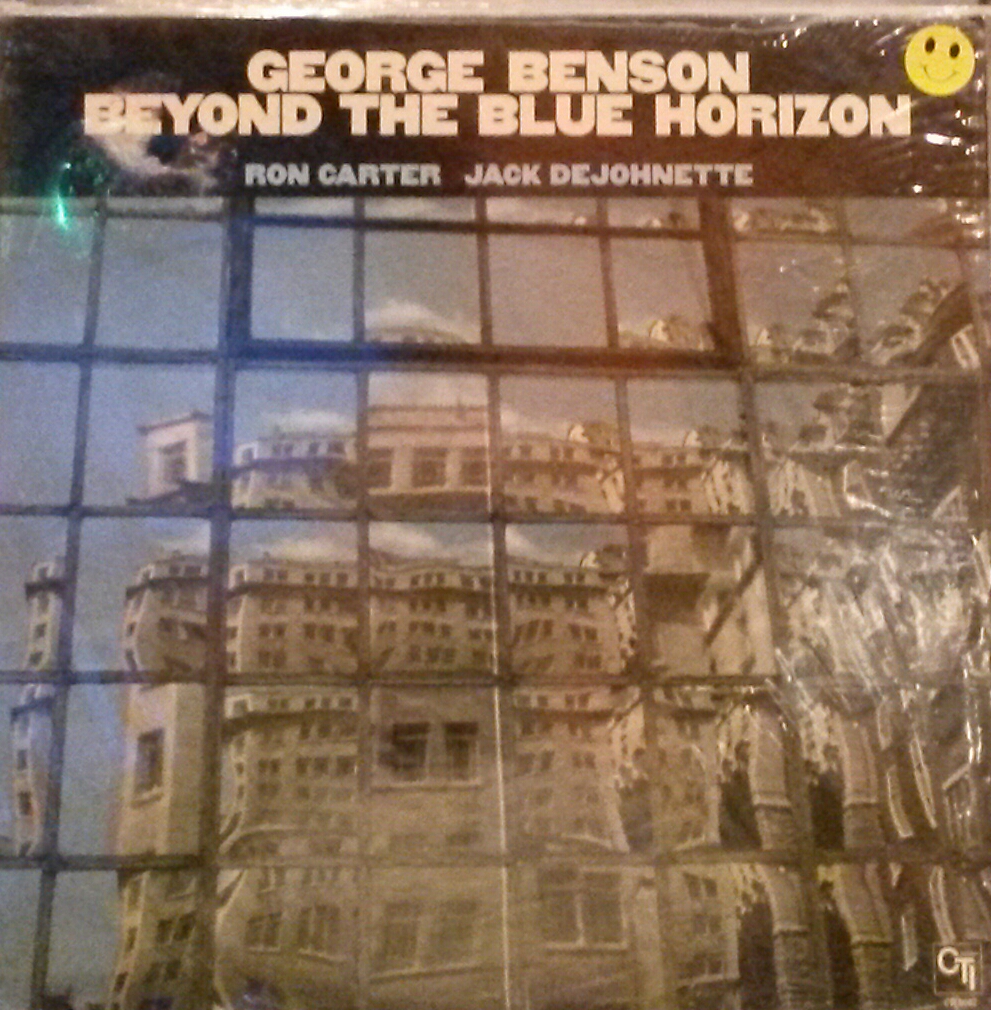 GEORGE BENSON
BEYOND THE BLUE HORIZON
RON CARTER JACK DEJOHNETTE
CTI